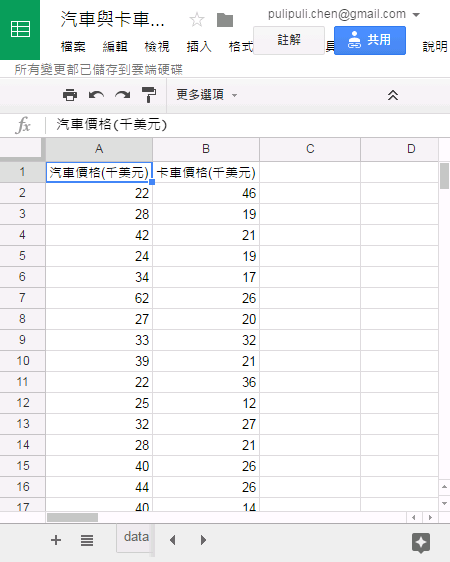 汽車與卡車...
pulipuli.chen@gmail.com
檔案 編輯 檢視 插入 格式 說明
註解 共用
所有變更都已儲存到雲端硬碟
更多選項
fx 汽車價格(千美元)
A B C D
1 汽車價格(千美元) 卡車價格(千美元)
2 22 46
3 28 19
4 42 21
5 24 19
6 34 17
7 62 26
8 27 20
9 33 32
10 39 21
11 22 36
12 25 12
13 32 27
14 28 21
15 40 26
16 44 26
17 40 14
data